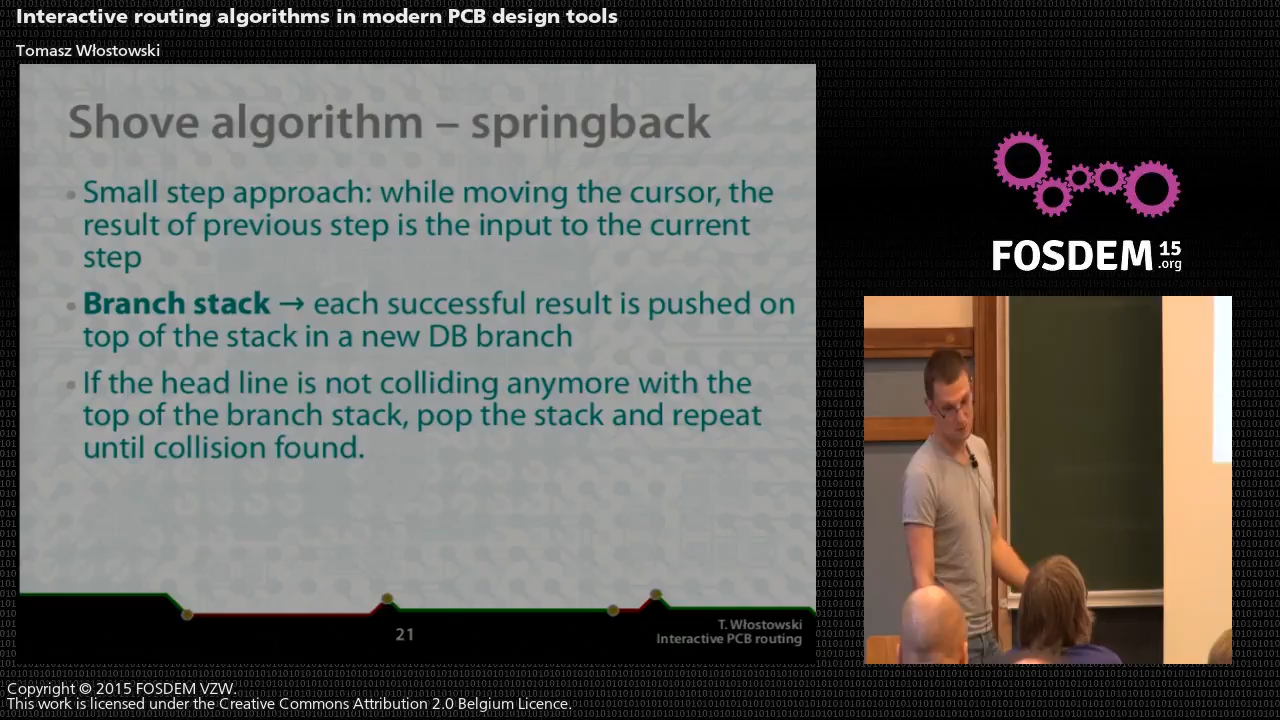 Interactive routing algorithms in modern PCB design tools
Tomasz Włostowski
Shove algorithm – springback
Small step approach: while moving the cursor, the
result of previous step is the input to the current
step
Branch stack → each successful result is pushed on
top of the stack in a new DB branch
If the head line is not colliding anymore with the
top of the branch stack, pop the stack and repeat
until collision found.
21
T. Włostowski
Interactive PCB routing
FOSDEM 15
.org
Copyright © 2015 FOSDEM VZW.
This work is licensed under the Creative Commons Attribution 2.0 Belgium Licence.